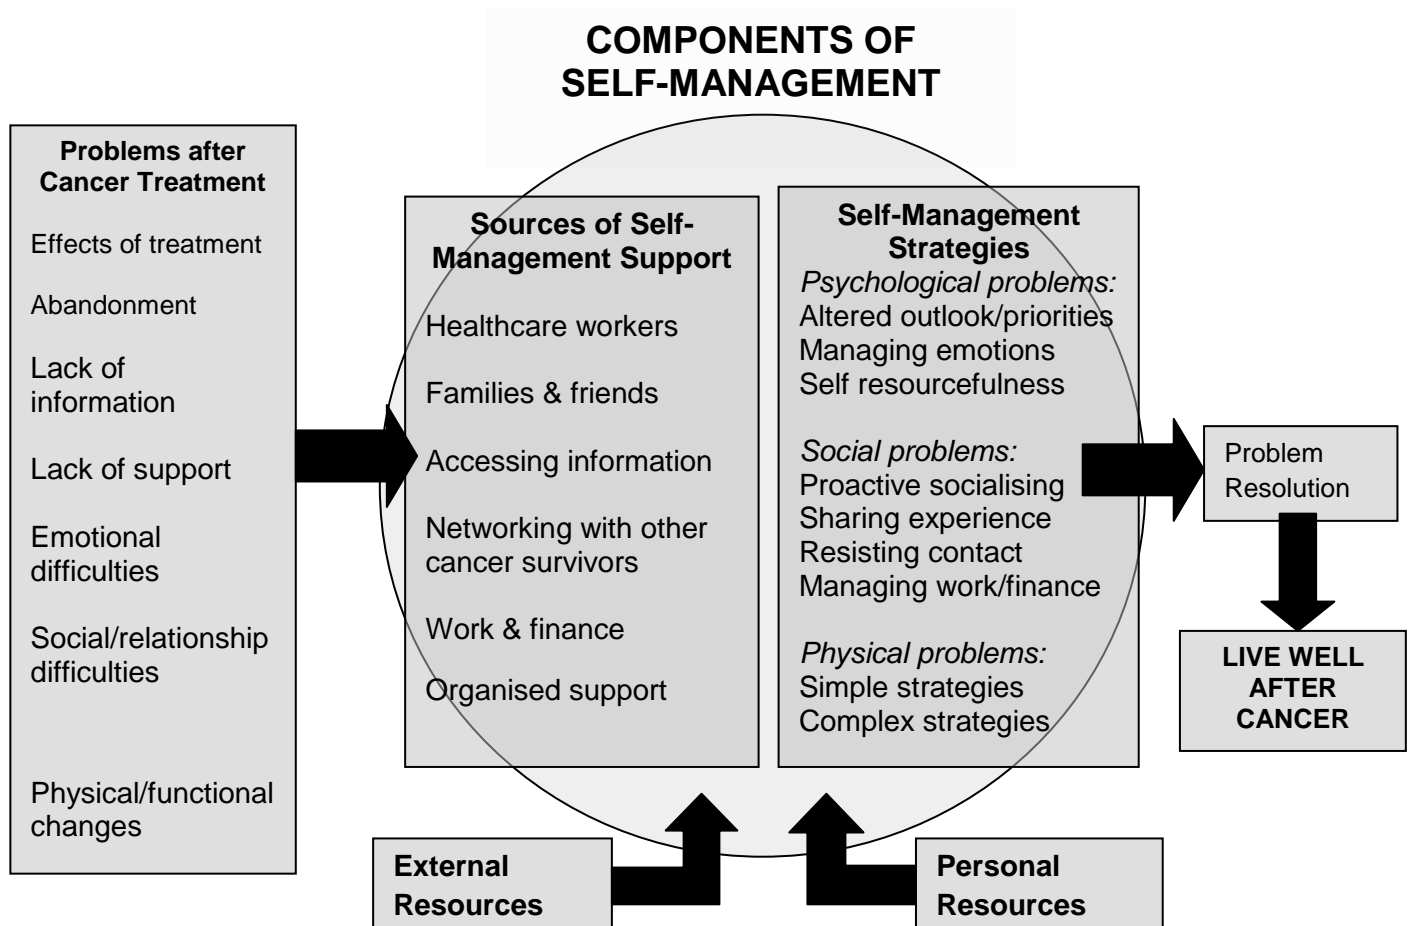 COMPONENTS OF
SELF-MANAGEMENT
Problems after
Cancer Treatment
Effects of treatment
Abandonment
Lack of
information
Lack of support
Emotional
difficulties
Social/relationship
difficulties
Physical/functional
changes
Sources of Self-
Management Support
Healthcare workers
Families & friends
Accessing information
Networking with other
cancer survivors
Work & finance
Organised support
Self-Management
Strategies
Psychological problems:
Altered outlook/priorities
Managing emotions
Self resourcefulness
Social problems:
Proactive socialising
Sharing experience
Resisting contact
Managing work/finance
Physical problems:
Simple strategies
Complex strategies
Problem
Resolution
LIVE WELL
AFTER
CANCER
External
Resources
Personal
Resources